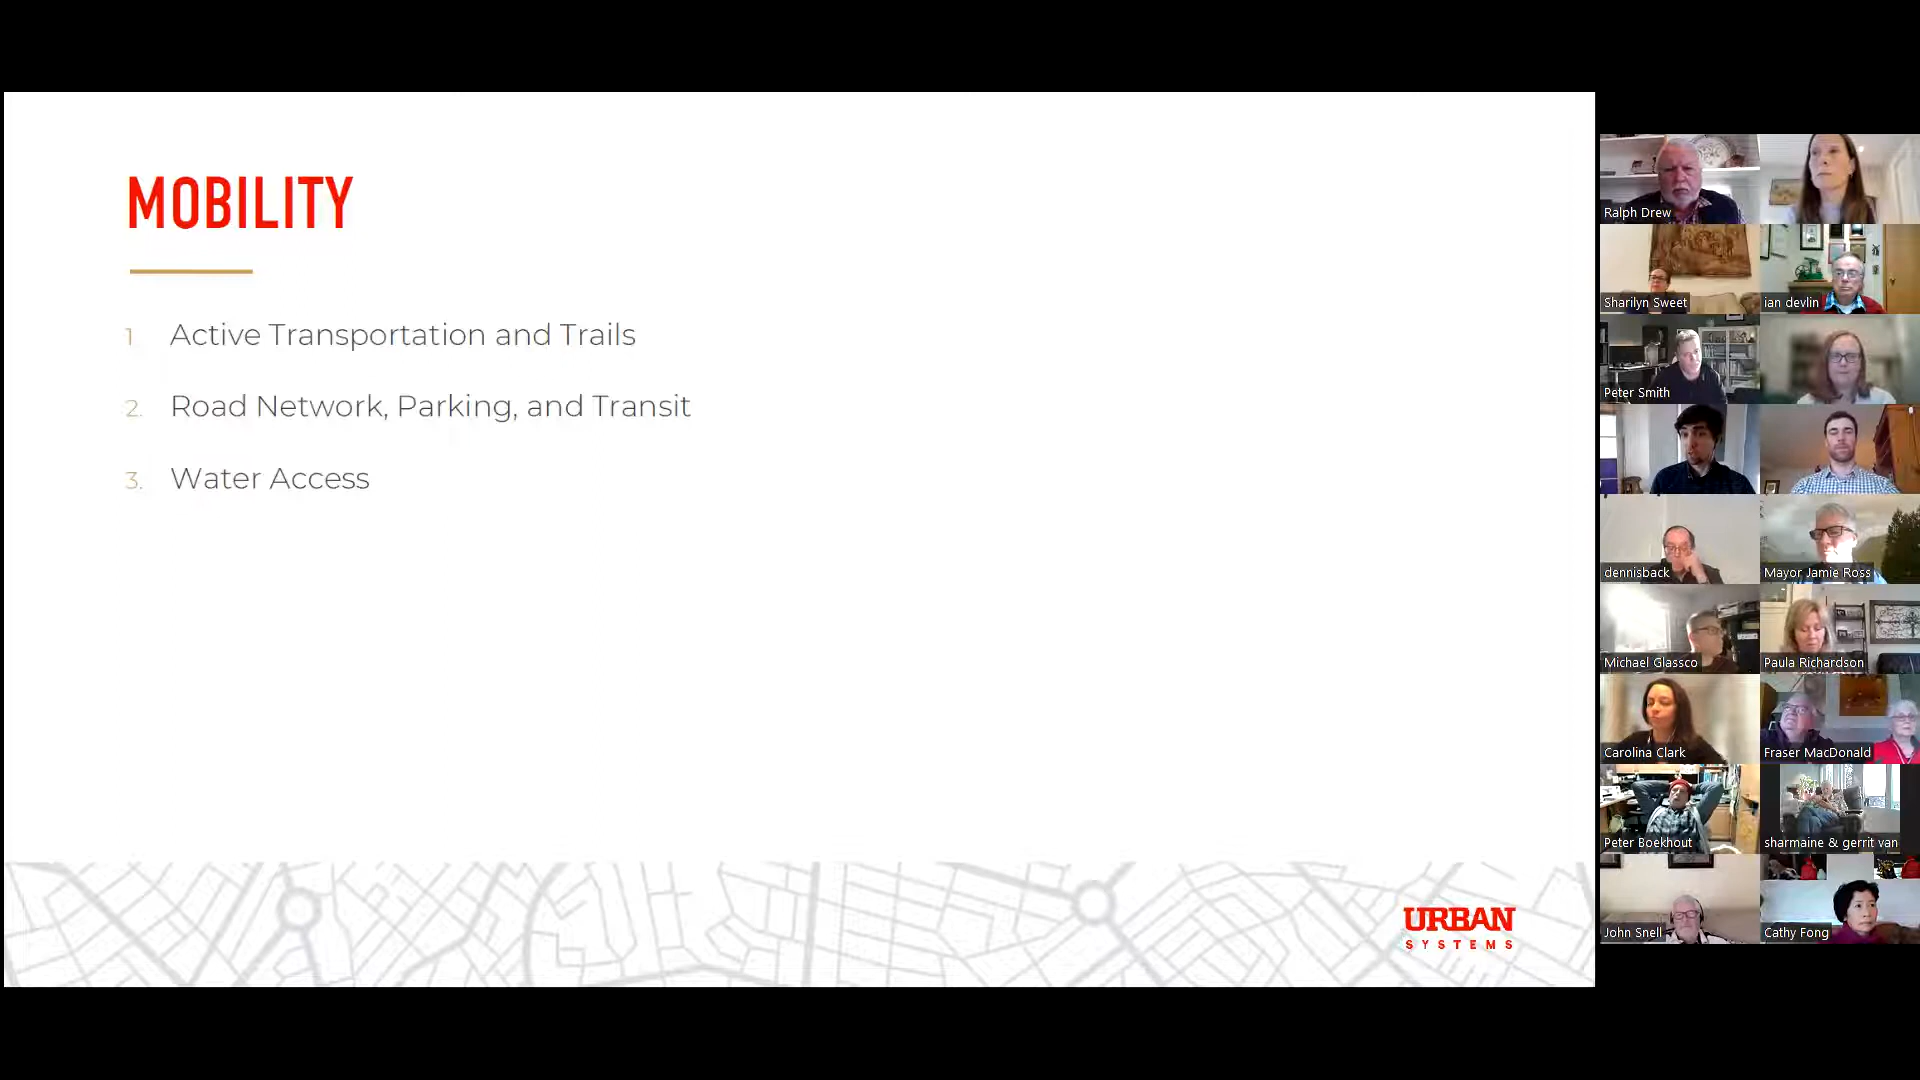 MOBILITY
1 Active Transportation and Trails
2. Road Network, Parking, and Transit
3. Water Access
URBAN
SYSTEMS
Ralph Drew
Sharilyn Sweet
ian devlin
Peter Smith
dennisback
Mayor Jamie Ross
Michael Glassco
Paula Richardson
Carolina Clark
Fraser MacDonald
Peter Boekhout
sharmaine & gerrit van
John Snell
Cathy Fong